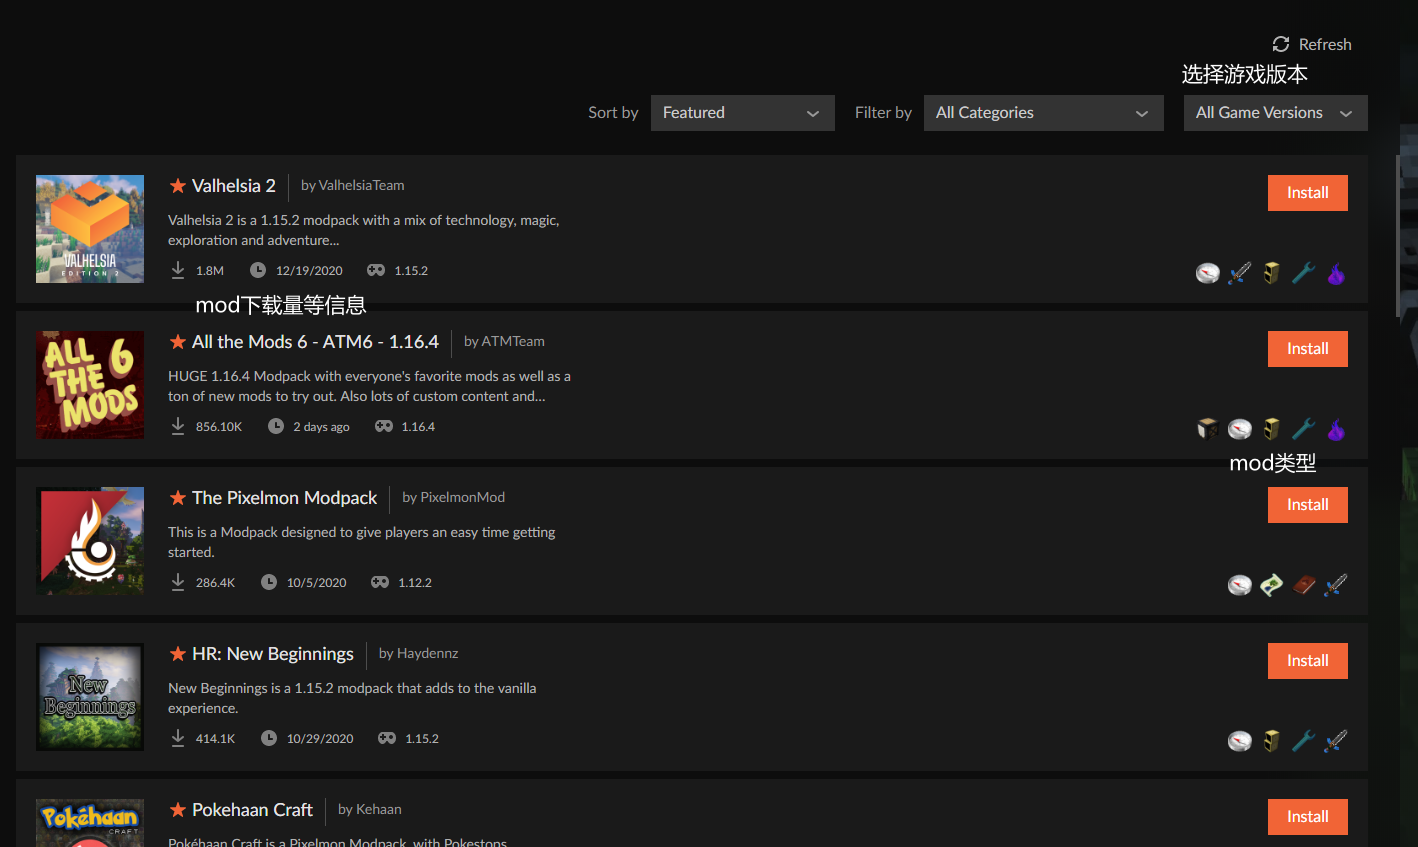 Refresh
选择游戏版本
Sort by Featured Filter by All Categories All Game Versions
VALHELSIA
EDITION 2
Valhelsia 2 by ValhelsiaTeam Install
Valhelsia 2 is a 1.15.2 modpack with a mix of technology, magic,
exploration and adventure...
1.8M 12/19/2020 1.15.2
mod下载量等信息
ALL 6
THE
MODS
All the Mods 6 - ATM6 - 1.16.4 by ATMTeam Install
HUGE 1.16.4 Modpack with everyone's favorite mods as well as a
ton of new mods to try out. Also lots of custom content and...
856.10K 2 days ago 1.16.4
mod类型
The Pixelmon Modpack by PixelmonMod Install
This is a Modpack designed to give players an easy time getting
started.
286.4K 10/5/2020 1.12.2
New
Beginnings
HR: New Beginnings by Haydennz Install
New Beginnings is a 1.15.2 modpack that adds to the vanilla
experience.
414.1K 10/29/2020 1.15.2
Pokéhaan
CRAFT
Pokehaan Craft by Kehaan Install
Pokéhaan Craft is a Pixelmon Modpack, with Pokestops,